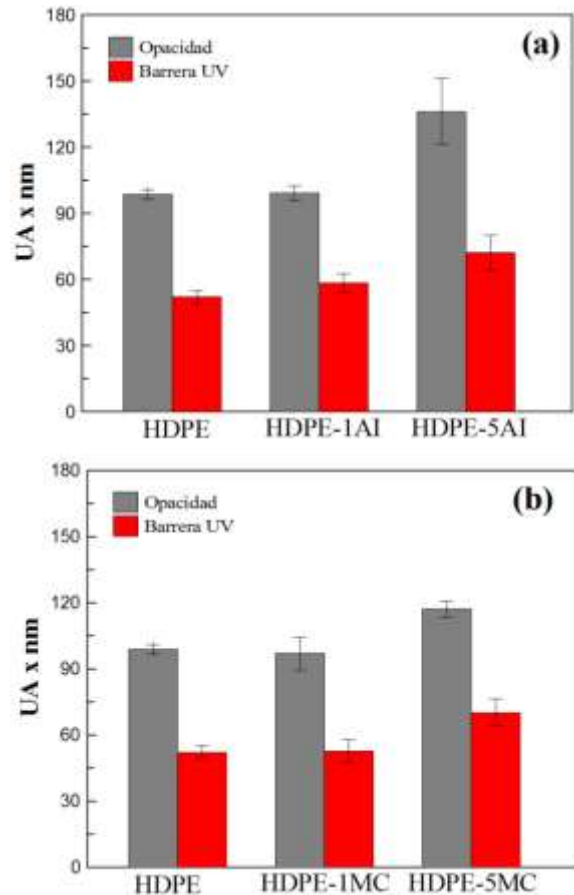 180
150
120
90
60
30
0
UA x nm
Opacidad
Barrera UV
(a)
HDPE HDPE-1AI HDPE-5AI
180
150
120
90
60
30
0
UA x nm
Opacidad
Barrera UV
(b)
HDPE HDPE-1MC HDPE-5MC